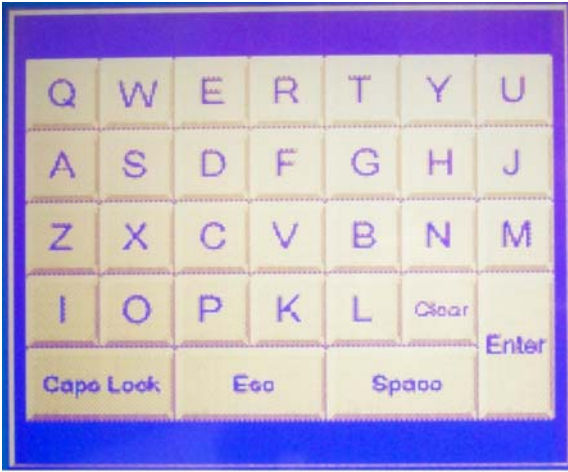 Q W E R T Y U
A S D F G H J
Z X C V B N M
I O P K L Clear
Enter
Caps Lock Esc Space